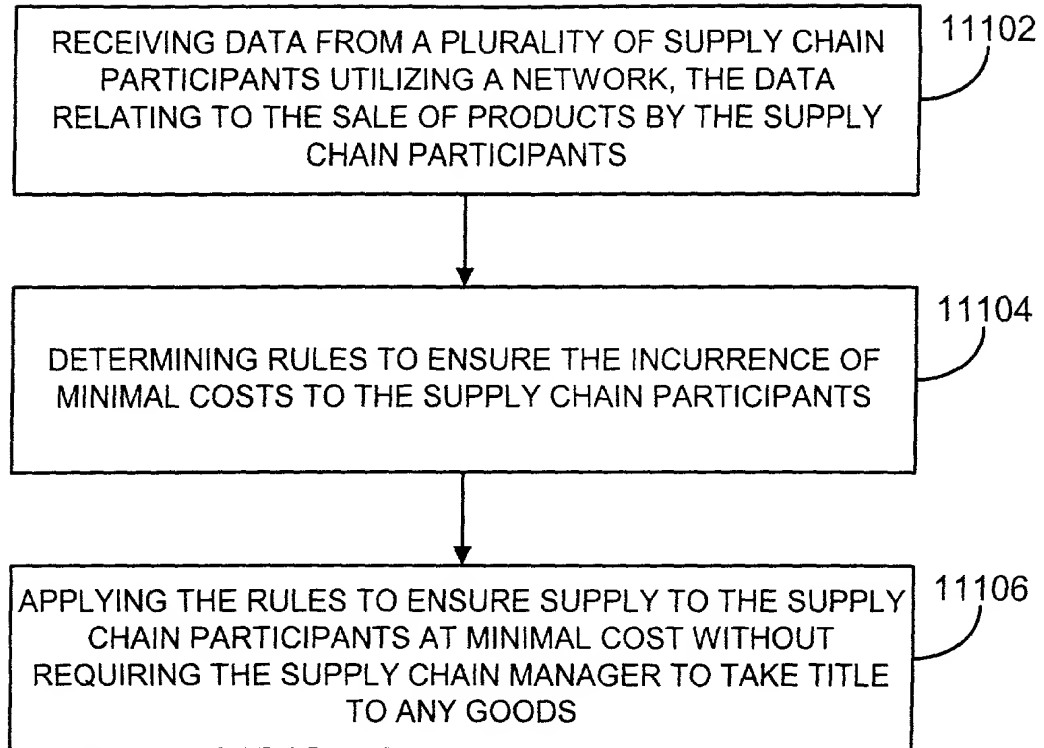 RECEIVING DATA FROM A PLURALITY OF SUPPLY CHAIN
PARTICIPANTS UTILIZING A NETWORK, THE DATA
RELATING TO THE SALE OF PRODUCTS BY THE SUPPLY
CHAIN PARTICIPANTS
11102
DETERMINING RULES TO ENSURE THE INCURRENCE OF
MINIMAL COSTS TO THE SUPPLY CHAIN PARTICIPANTS
11104
APPLYING THE RULES TO ENSURE SUPPLY TO THE SUPPLY
CHAIN PARTICIPANTS AT MINIMAL COST WITHOUT
REQUIRING THE SUPPLY CHAIN MANAGER TO TAKE TITLE
TO ANY GOODS
11106